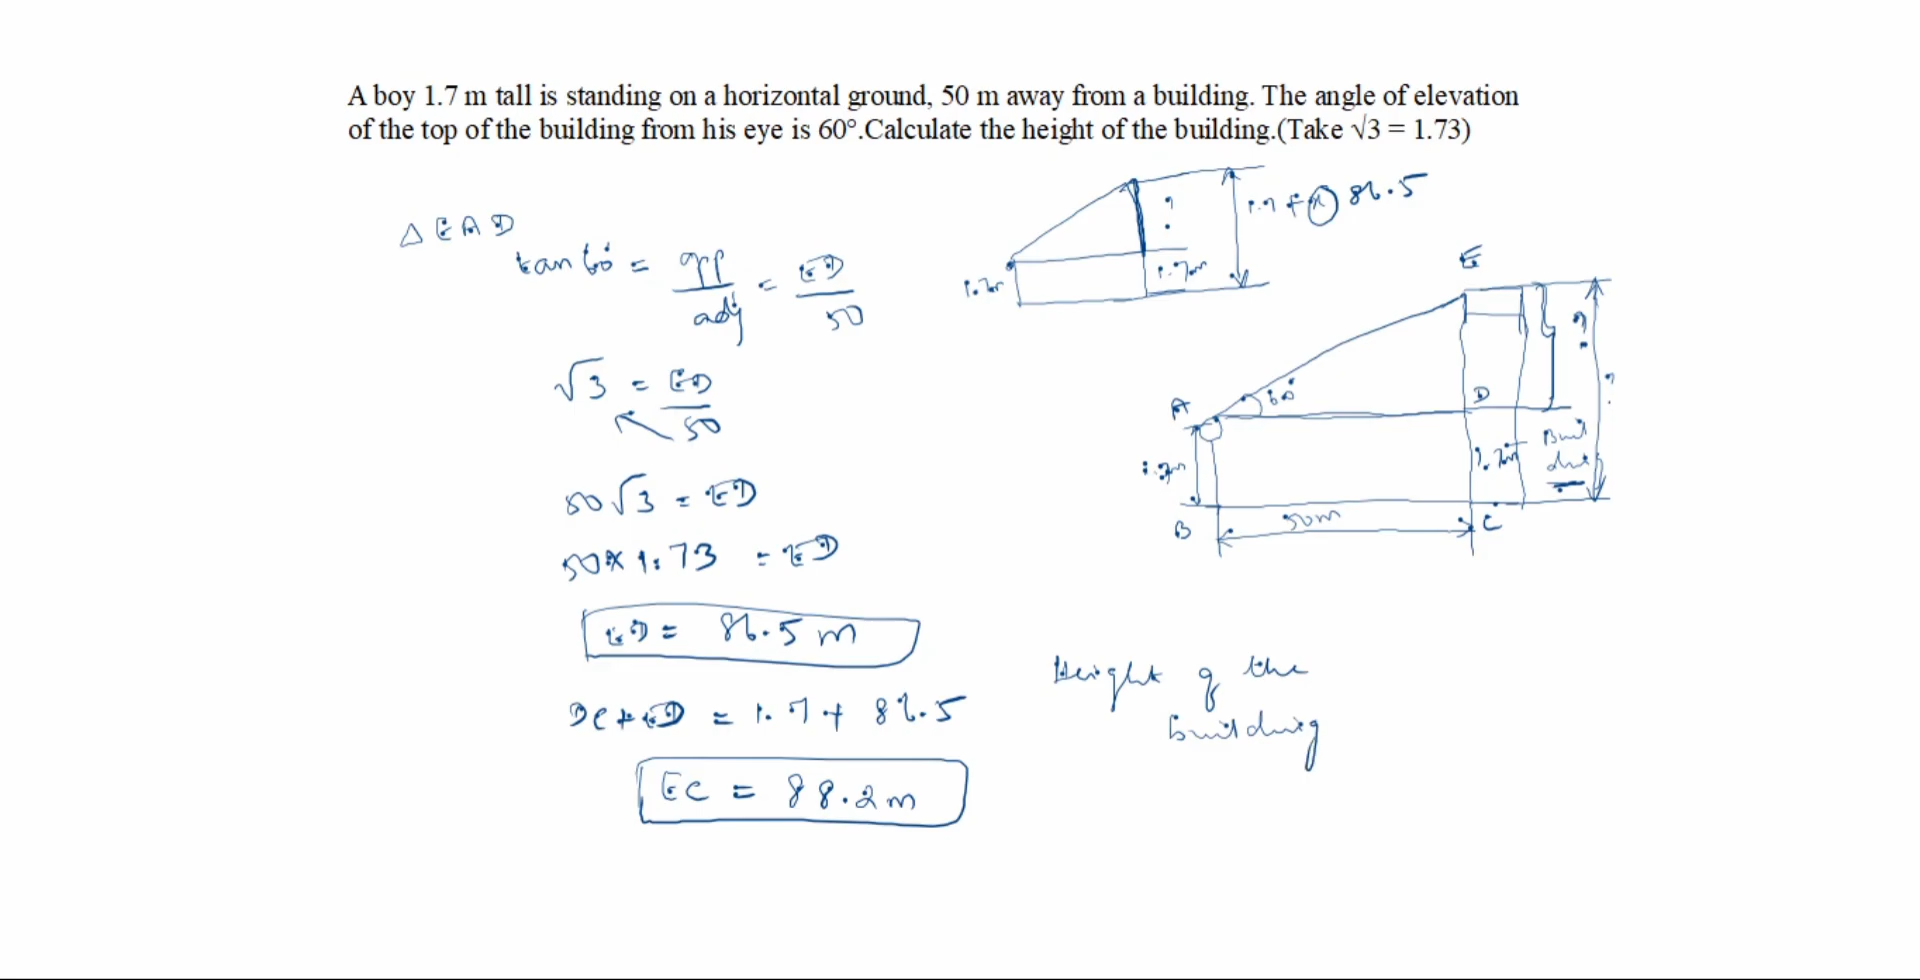 A boy 1.7 m tall is standing on a horizontal ground, 50 m away from a building. The angle of elevation
of the top of the building from his eye is 60°.Calculate the height of the building.(Take √3 = 1.73)
1.7 + x 86.5
?
1.7m
1.7m
△EAD
tan 60° = opp/adj = ED/50
√3 = ED/50
50√3 = ED
50 × 1.73 = ED
ED = 86.5 m
DC + ED = 1.7 + 86.5
EC = 88.2 m
E
?
?
A
60°
D
1.7m
1.7m
Building
50m
B
C
Height of the
building